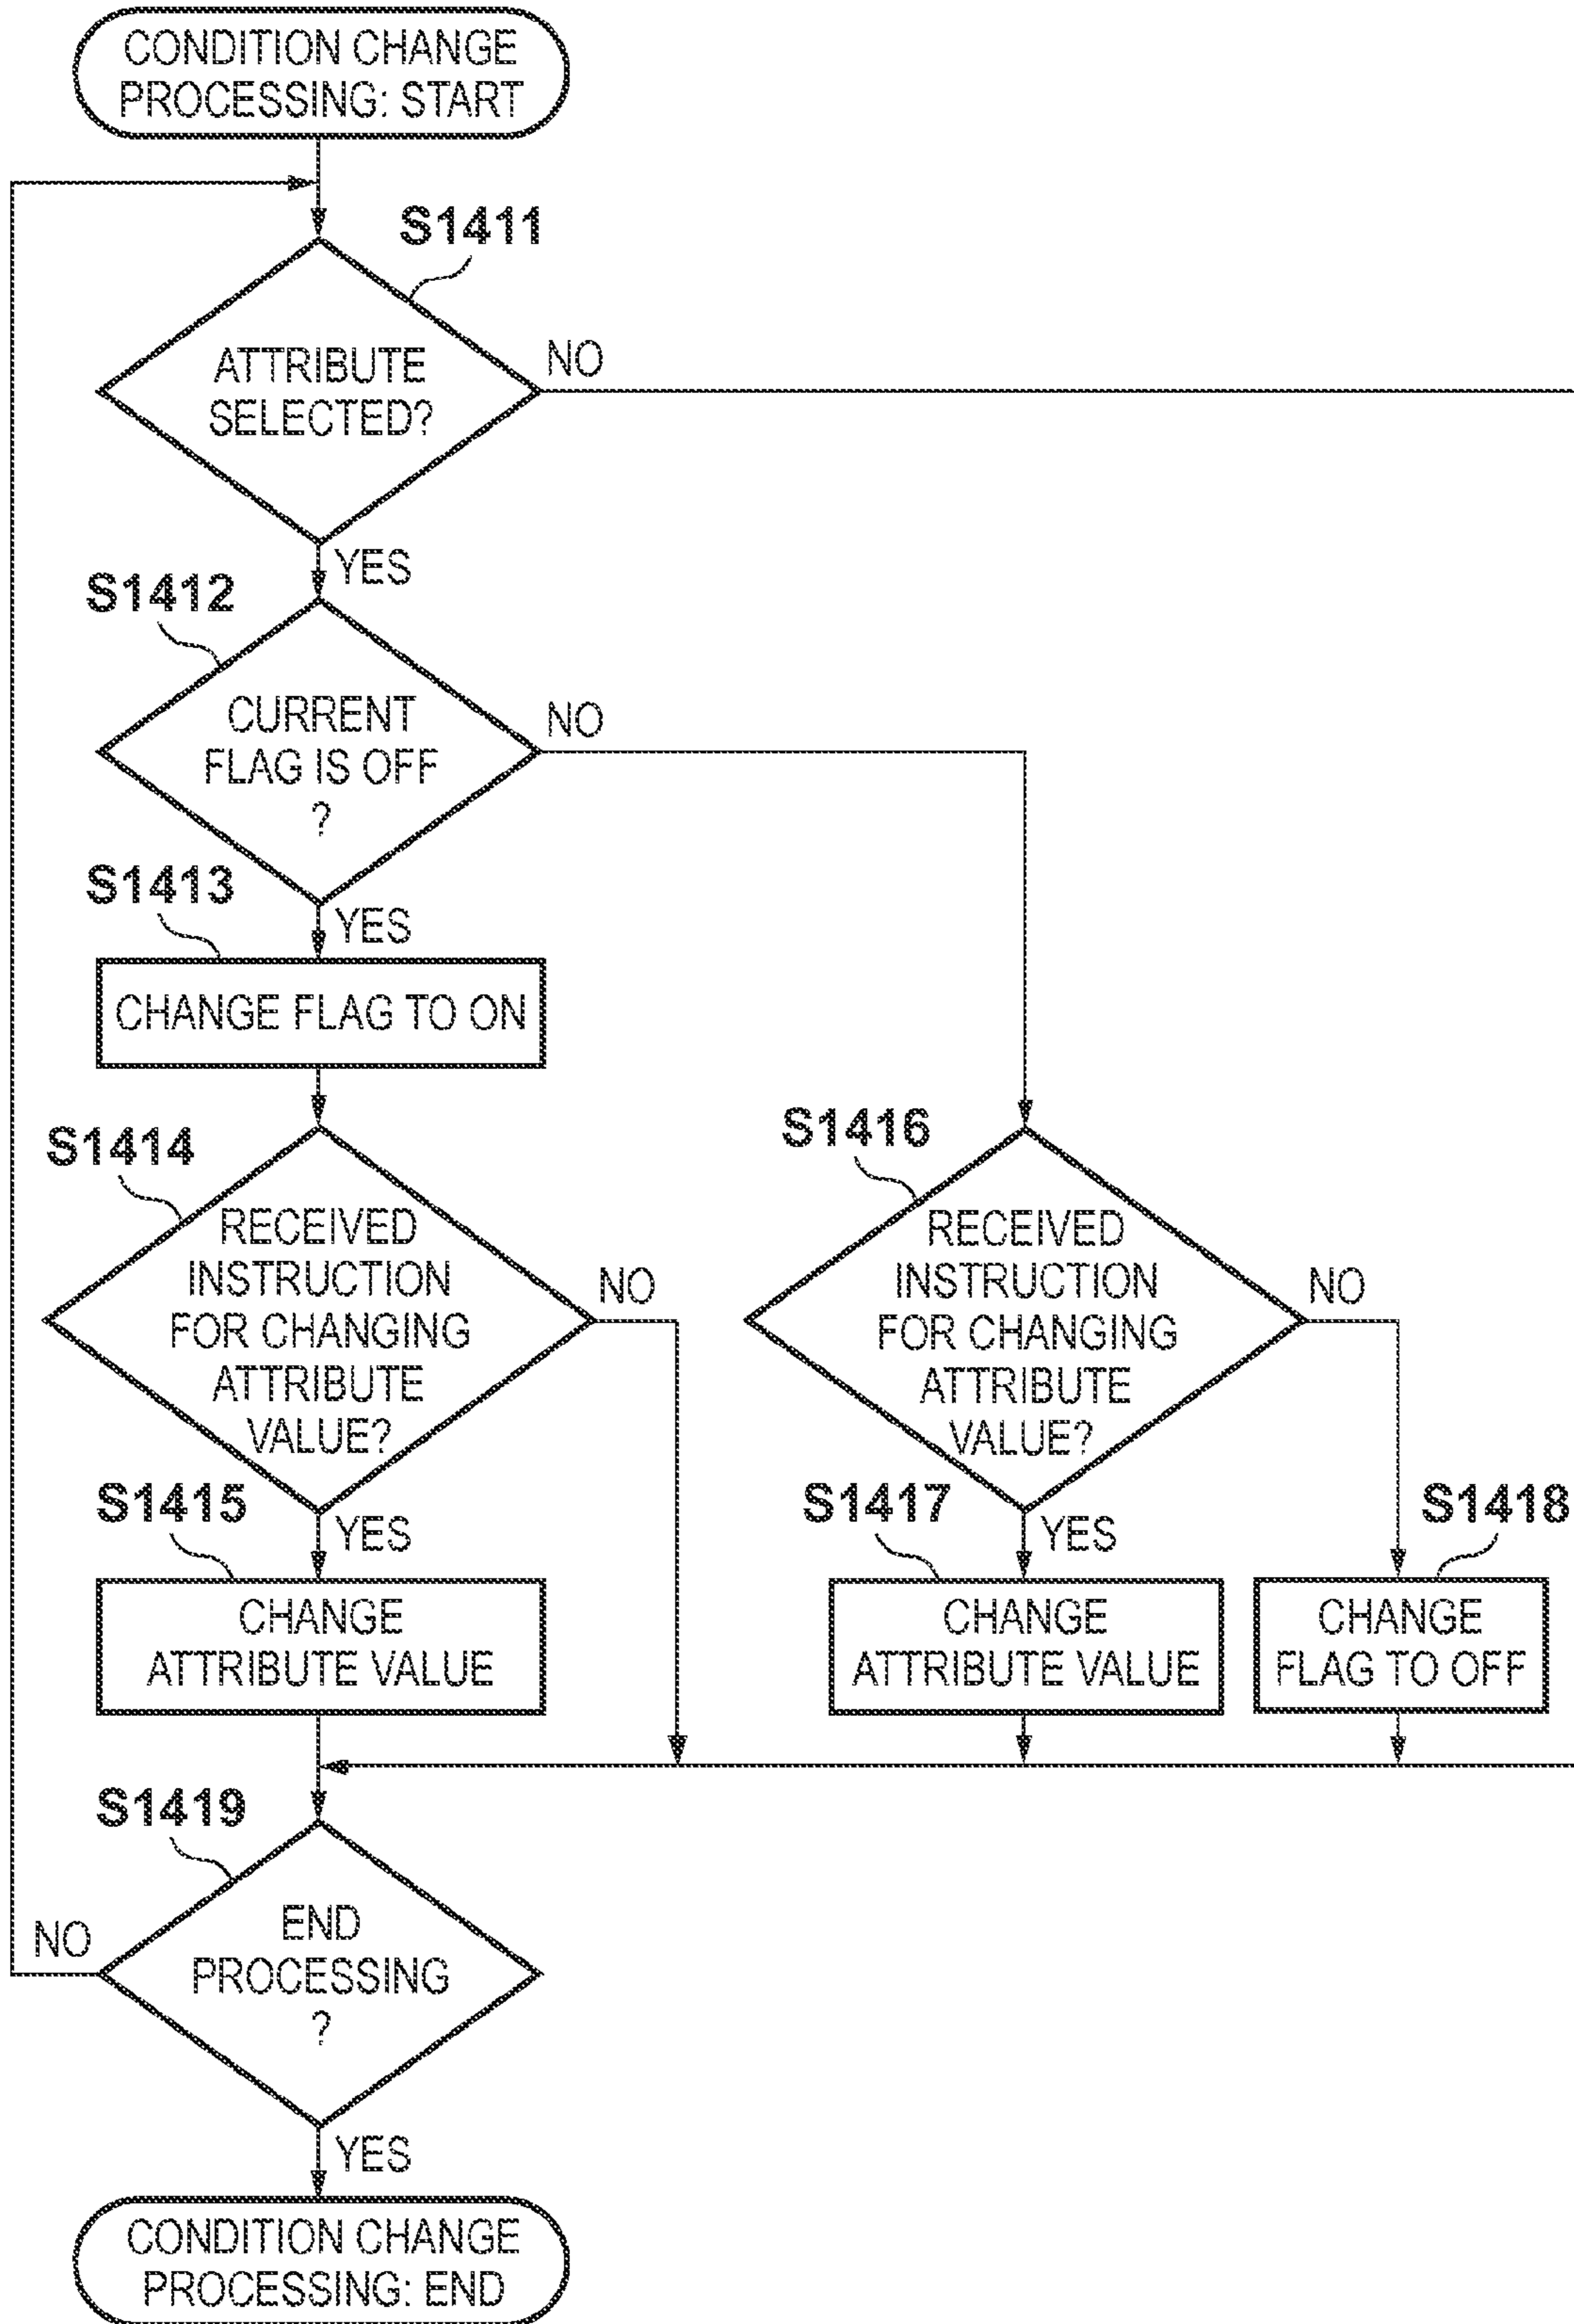 CONDITION CHANGE
PROCESSING: START
S1411
ATTRIBUTE
SELECTED?
NO
YES
S1412
CURRENT
FLAG IS OFF
?
NO
YES
S1413
CHANGE FLAG TO ON
S1414
RECEIVED
INSTRUCTION
FOR CHANGING
ATTRIBUTE
VALUE?
NO
YES
S1415
CHANGE
ATTRIBUTE VALUE
S1416
RECEIVED
INSTRUCTION
FOR CHANGING
ATTRIBUTE
VALUE?
NO
YES
S1417
CHANGE
ATTRIBUTE VALUE
S1418
CHANGE
FLAG TO OFF
S1419
END
PROCESSING
?
NO
YES
CONDITION CHANGE
PROCESSING: END